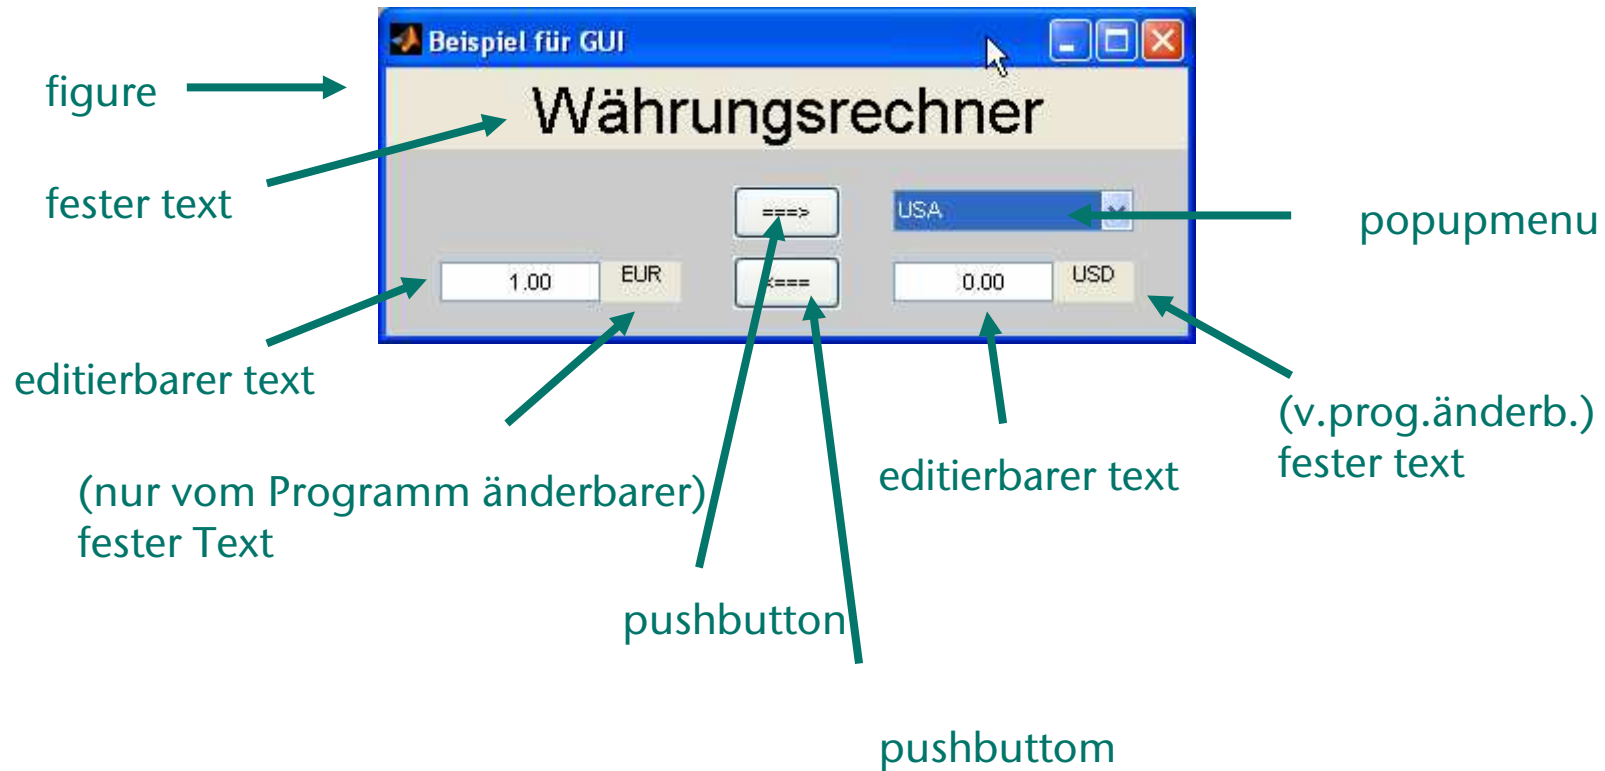 Beispiel für GUI
figure
Währungsrechner
fester text
===>
USA
popupmenu
1.00
EUR
<===
0.00
USD
editierbarer text
(v.prog.änderb.)
fester text
editierbarer text
(nur vom Programm änderbarer)
fester Text
pushbutton
pushbuttom